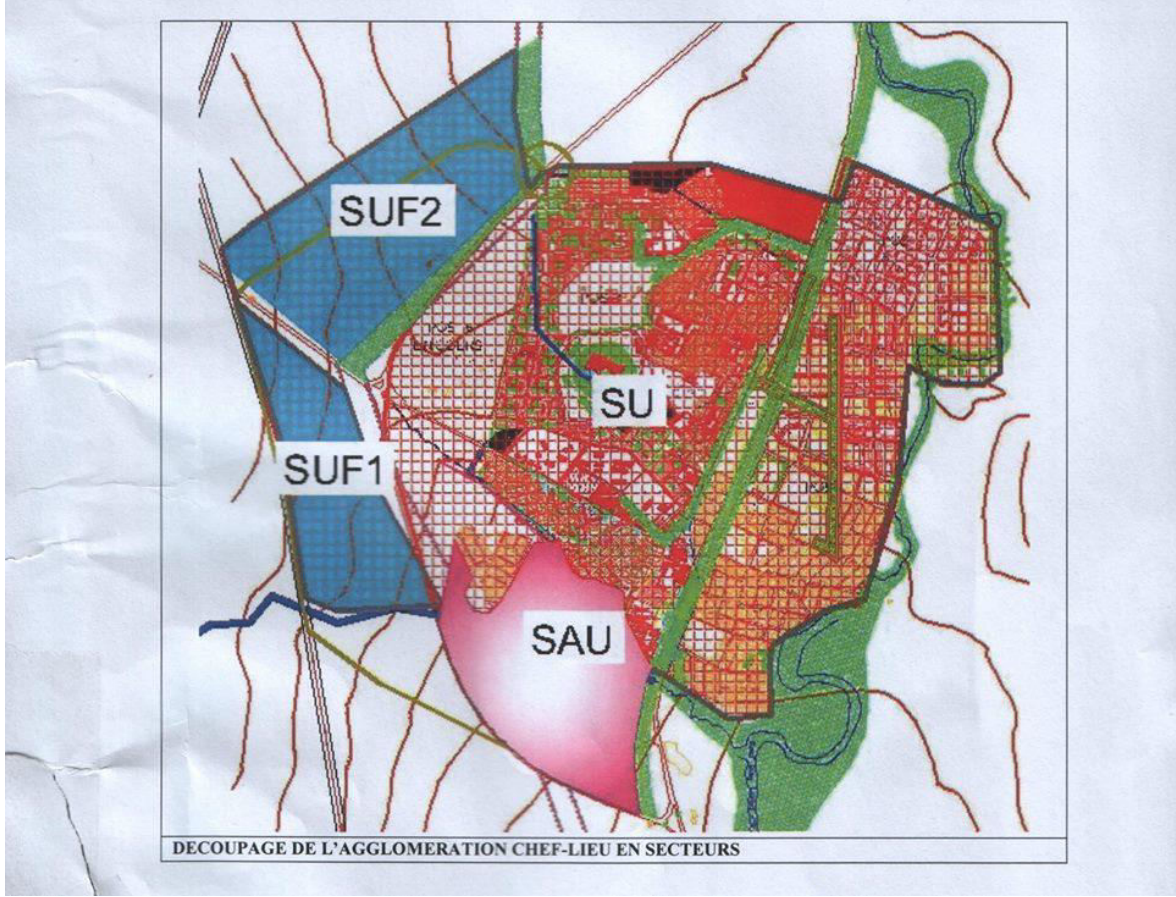 SUF2
SU
SUF1
SAU
DECOUPAGE DE L'AGGLOMERATION CHEF-LIEU EN SECTEURS